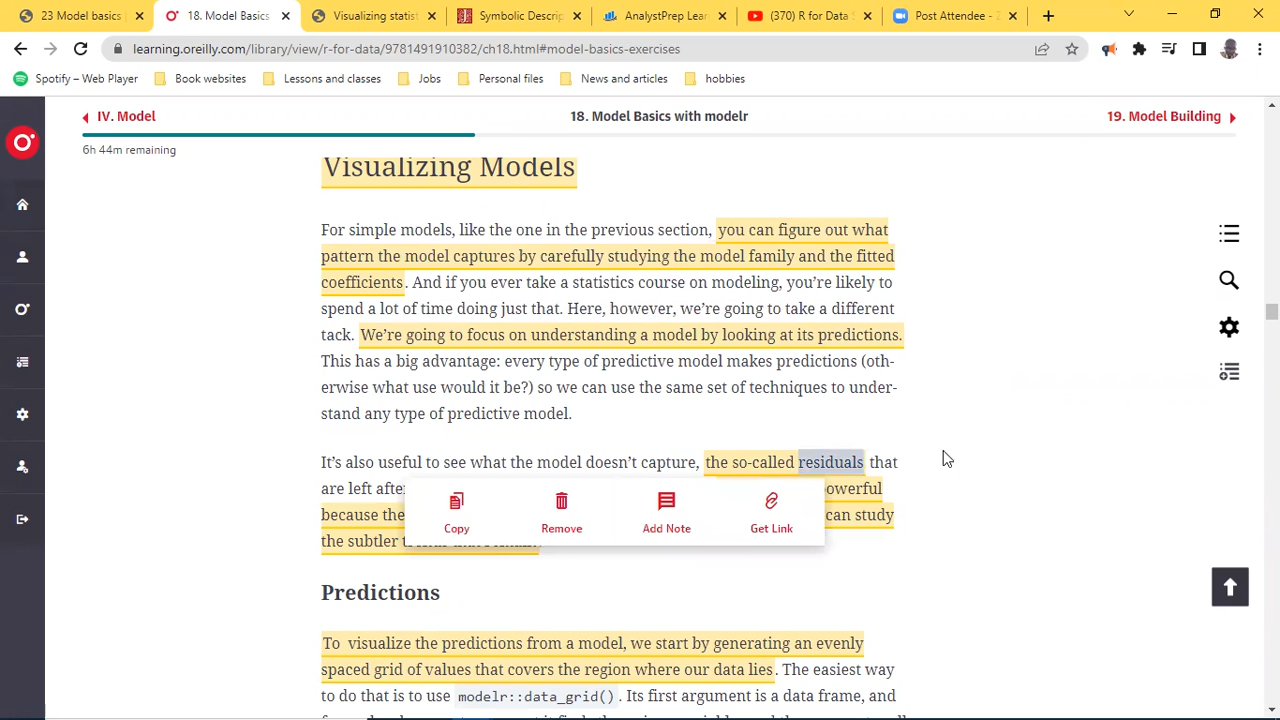 23 Model basics
18. Model Basics
Visualizing statis
Symbolic Descrip
AnalystPrep Lear
(370) R for Data S
Post Attendee - Z
learning.oreilly.com/library/view/r-for-data/9781491910382/ch18.html#model-basics-exercises
Spotify – Web Player
Book websites
Lessons and classes
Jobs
Personal files
News and articles
hobbies
IV. Model
18. Model Basics with modelr
19. Model Building
6h 44m remaining
Visualizing Models
For simple models, like the one in the previous section, you can figure out what
pattern the model captures by carefully studying the model family and the fitted
coefficients. And if you ever take a statistics course on modeling, you’re likely to
spend a lot of time doing just that. Here, however, we’re going to take a different
tack. We’re going to focus on understanding a model by looking at its predictions.
This has a big advantage: every type of predictive model makes predictions (oth-
erwise what use would it be?) so we can use the same set of techniques to under-
stand any type of predictive model.
It’s also useful to see what the model doesn’t capture, the so-called residuals that
are left after
owerful
because the
can study
the subtler
Copy
Remove
Add Note
Get Link
Predictions
To visualize the predictions from a model, we start by generating an evenly
spaced grid of values that covers the region where our data lies. The easiest way
to do that is to use modelr::data_grid(). Its first argument is a data frame, and